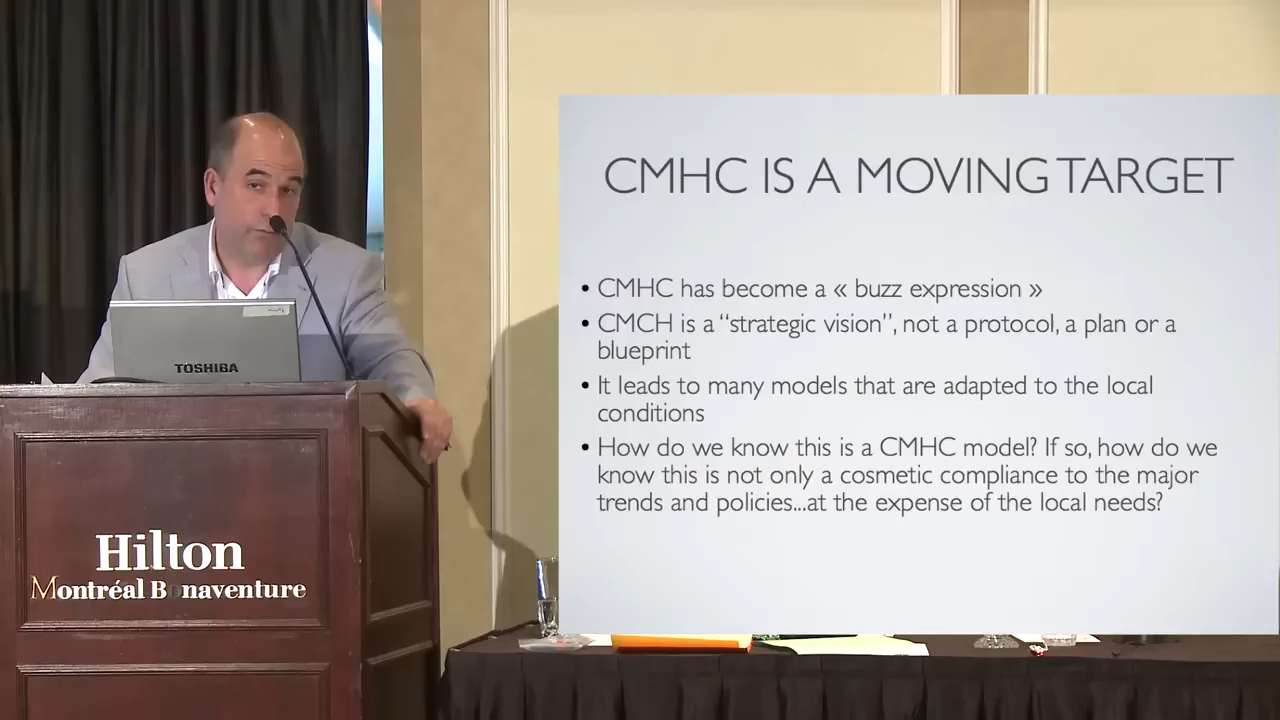 CMHC IS A MOVING TARGET
• CMHC has become a « buzz expression »
• CMCH is a “strategic vision”, not a protocol, a plan or a
blueprint
• It leads to many models that are adapted to the local
conditions
• How do we know this is a CMHC model? If so, how do we
know this is not only a cosmetic compliance to the major
trends and policies...at the expense of the local needs?
TOSHIBA
Hilton
Montréal Bonaventure